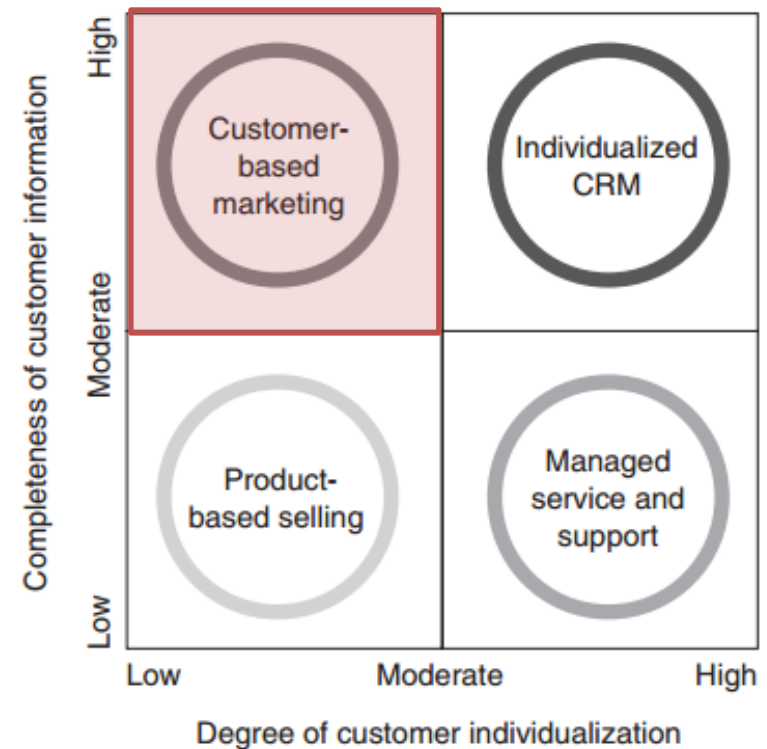 Completeness of customer information
High
Moderate
Low
Customer-
based
marketing
Individualized
CRM
Product-
based selling
Managed
service and
support
Low
Moderate
High
Degree of customer individualization